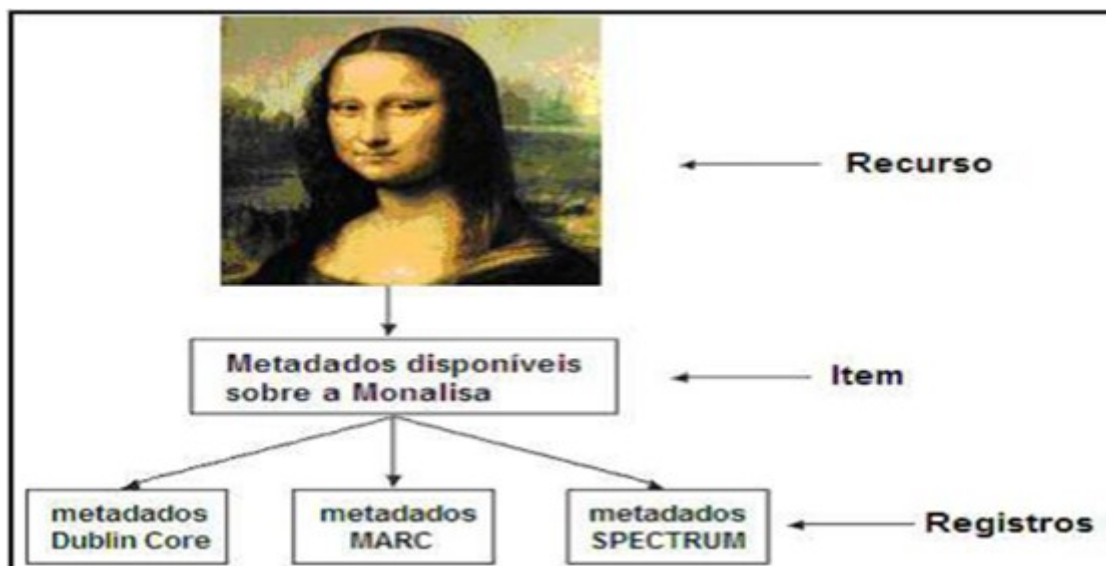 Recurso
Metadados disponíveis
sobre a Monalisa
Item
metadados
Dublin Core
metadados
MARC
metadados
SPECTRUM
Registros